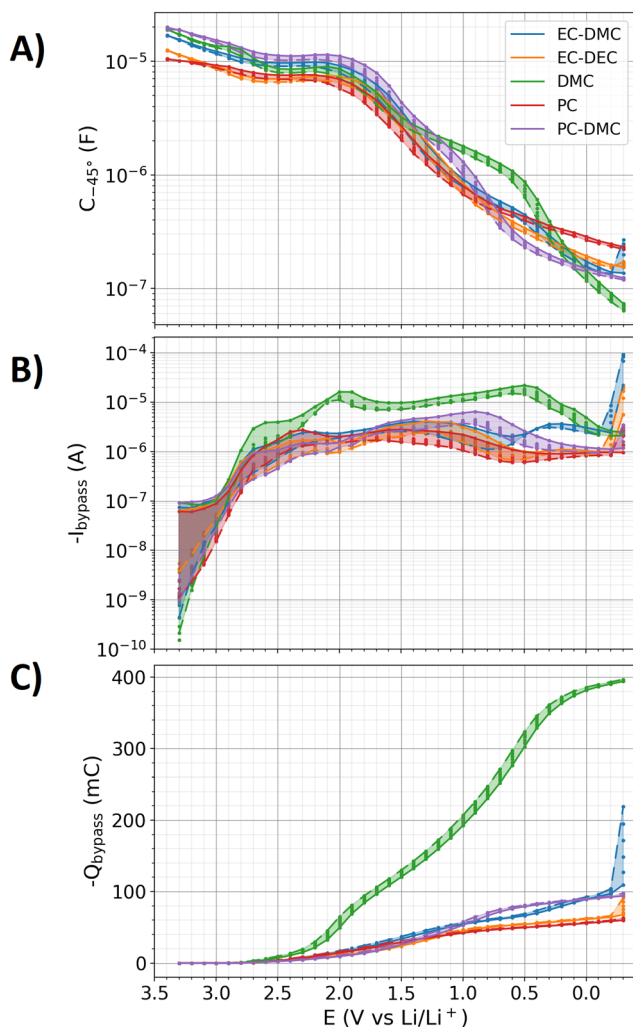 A)
C₋₄₅° (F)
10⁻⁵
10⁻⁶
10⁻⁷
EC-DMC
EC-DEC
DMC
PC
PC-DMC
B)
-I_bypass (A)
10⁻⁴
10⁻⁵
10⁻⁶
10⁻⁷
10⁻⁸
10⁻⁹
10⁻¹⁰
C)
-Q_bypass (mC)
400
300
200
100
0
3.5 3.0 2.5 2.0 1.5 1.0 0.5 0.0
E (V vs Li/Li⁺)